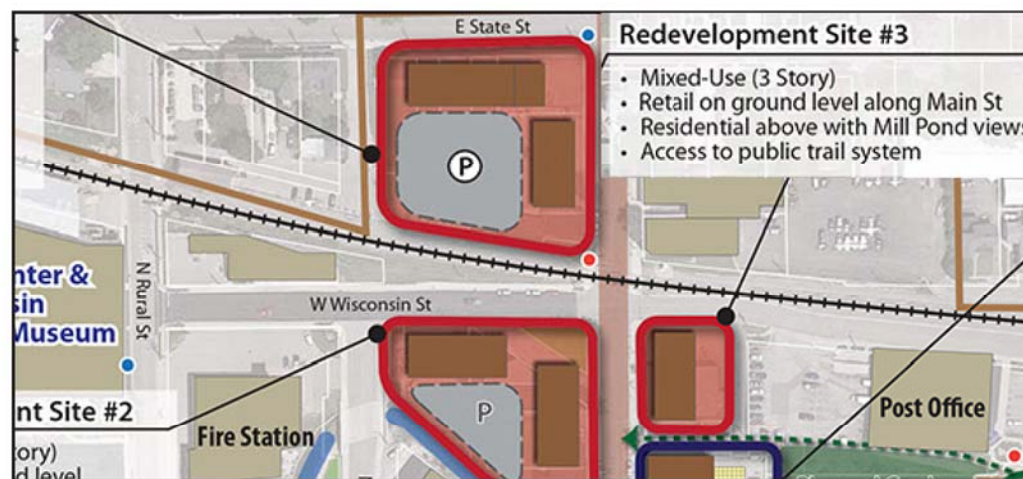 E State St
Redevelopment Site #3
• Mixed-Use (3 Story)
• Retail on ground level along Main St
• Residential above with Mill Pond views
• Access to public trail system
P
N Rural St
nter &
sin
Museum
W Wisconsin St
nt Site #2
ory)
d level
Fire Station
P
Post Office